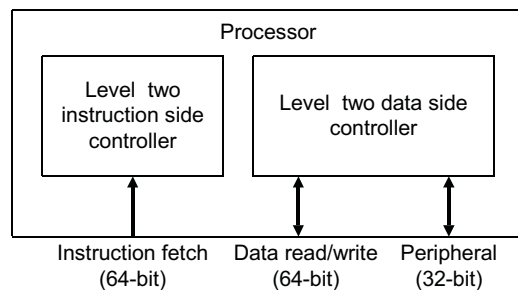 Processor
Level two
instruction side
controller
Level two data side
controller
Instruction fetch
(64-bit)
Data read/write
(64-bit)
Peripheral
(32-bit)